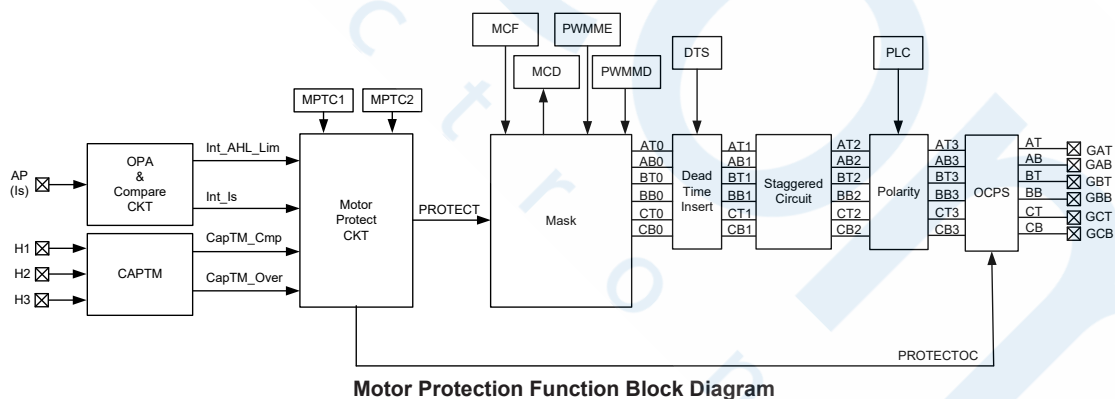 MCF
PWMME
MCD
PWMMD
DTS
PLC
MPTC1
MPTC2
AP
(Is)
OPA
&
Compare
CKT
Int_AHL_Lim
Int_Is
H1
H2
H3
CAPTM
CapTM_Cmp
CapTM_Over
Motor
Protect
CKT
PROTECT
Mask
AT0
AB0
BT0
BB0
CT0
CB0
Dead
Time
Insert
AT1
AB1
BT1
BB1
CT1
CB1
Staggered
Circuit
AT2
AB2
BT2
BB2
CT2
CB2
Polarity
AT3
AB3
BT3
BB3
CT3
CB3
OCPS
AT
AB
BT
BB
CT
CB
GAT
GAB
GBT
GBB
GCT
GCB
PROTECTOC
Motor Protection Function Block Diagram